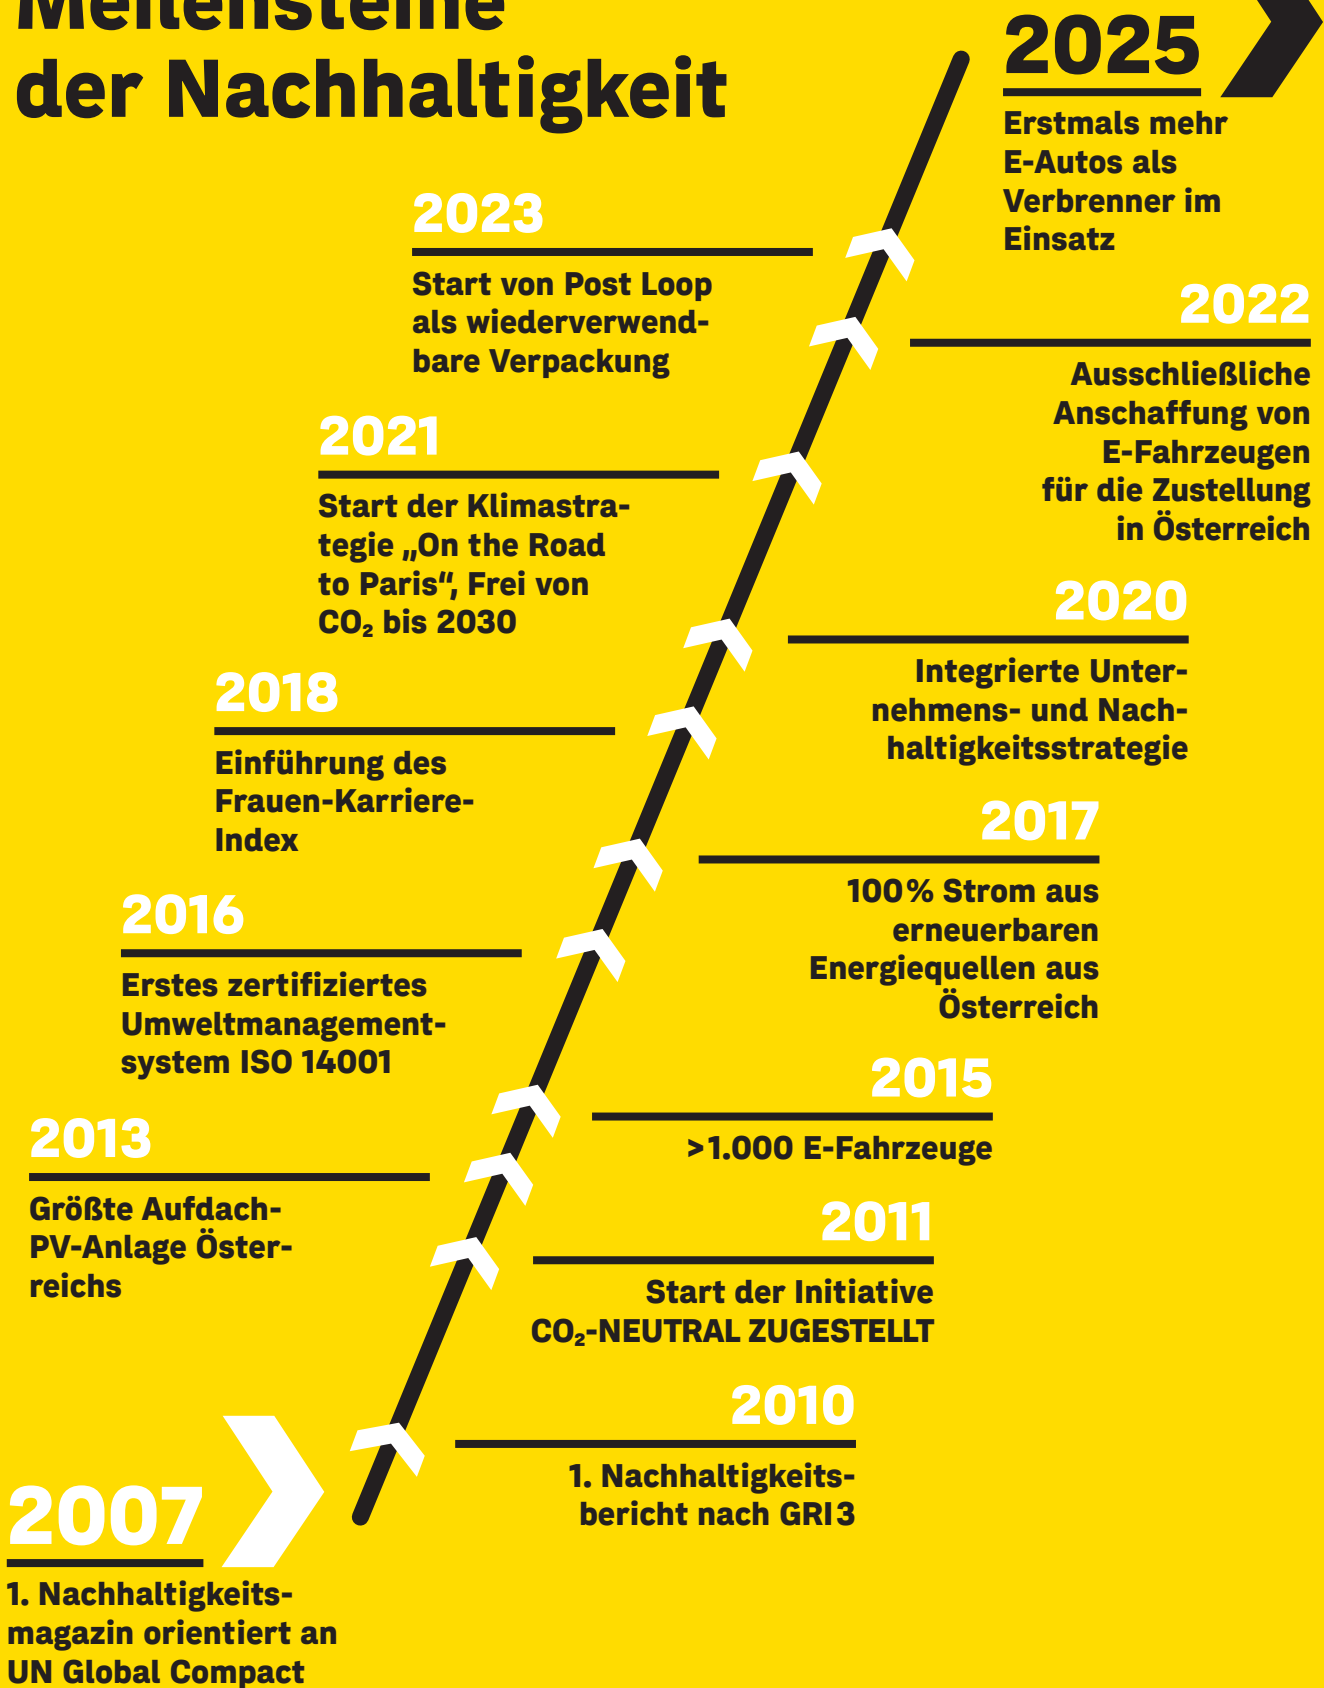 Meilensteine
der Nachhaltigkeit
2025
Erstmals mehr
E-Autos als
Verbrenner im
Einsatz
2023
Start von Post Loop
als wiederverwend-
bare Verpackung
2022
Ausschließliche
Anschaffung von
E-Fahrzeugen
für die Zustellung
in Österreich
2021
Start der Klimastra-
tegie „On the Road
to Paris“, Frei von
CO₂ bis 2030
2020
Integrierte Unter-
nehmens- und Nach-
haltigkeitsstrategie
2018
Einführung des
Frauen-Karriere-
Index
2017
100% Strom aus
erneuerbaren
Energiequellen aus
Österreich
2016
Erstes zertifiziertes
Umweltmanagement-
system ISO 14001
2015
>1.000 E-Fahrzeuge
2013
Größte Aufdach-
PV-Anlage Öster-
reichs
2011
Start der Initiative
CO₂-NEUTRAL ZUGESTELLT
2010
1. Nachhaltigkeits-
bericht nach GRI 3
2007
1. Nachhaltigkeits-
magazin orientiert an
UN Global Compact